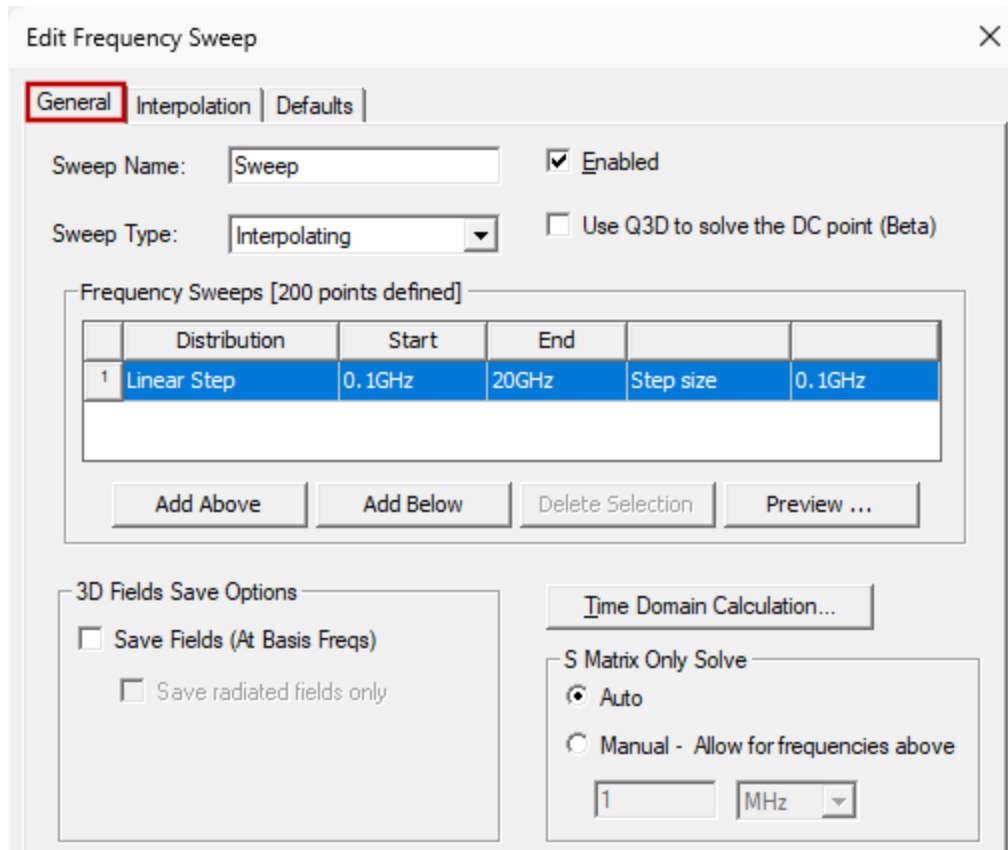 Edit Frequency Sweep
General Interpolation Defaults
Sweep Name: Sweep Enabled
Sweep Type: Interpolating Use Q3D to solve the DC point (Beta)
Frequency Sweeps [200 points defined]
Distribution Start End
1 Linear Step 0.1GHz 20GHz Step size 0.1GHz
Add Above Add Below Delete Selection Preview ...
3D Fields Save Options
Save Fields (At Basis Freqs)
Save radiated fields only
Time Domain Calculation...
S Matrix Only Solve
Auto
Manual - Allow for frequencies above
1 MHz